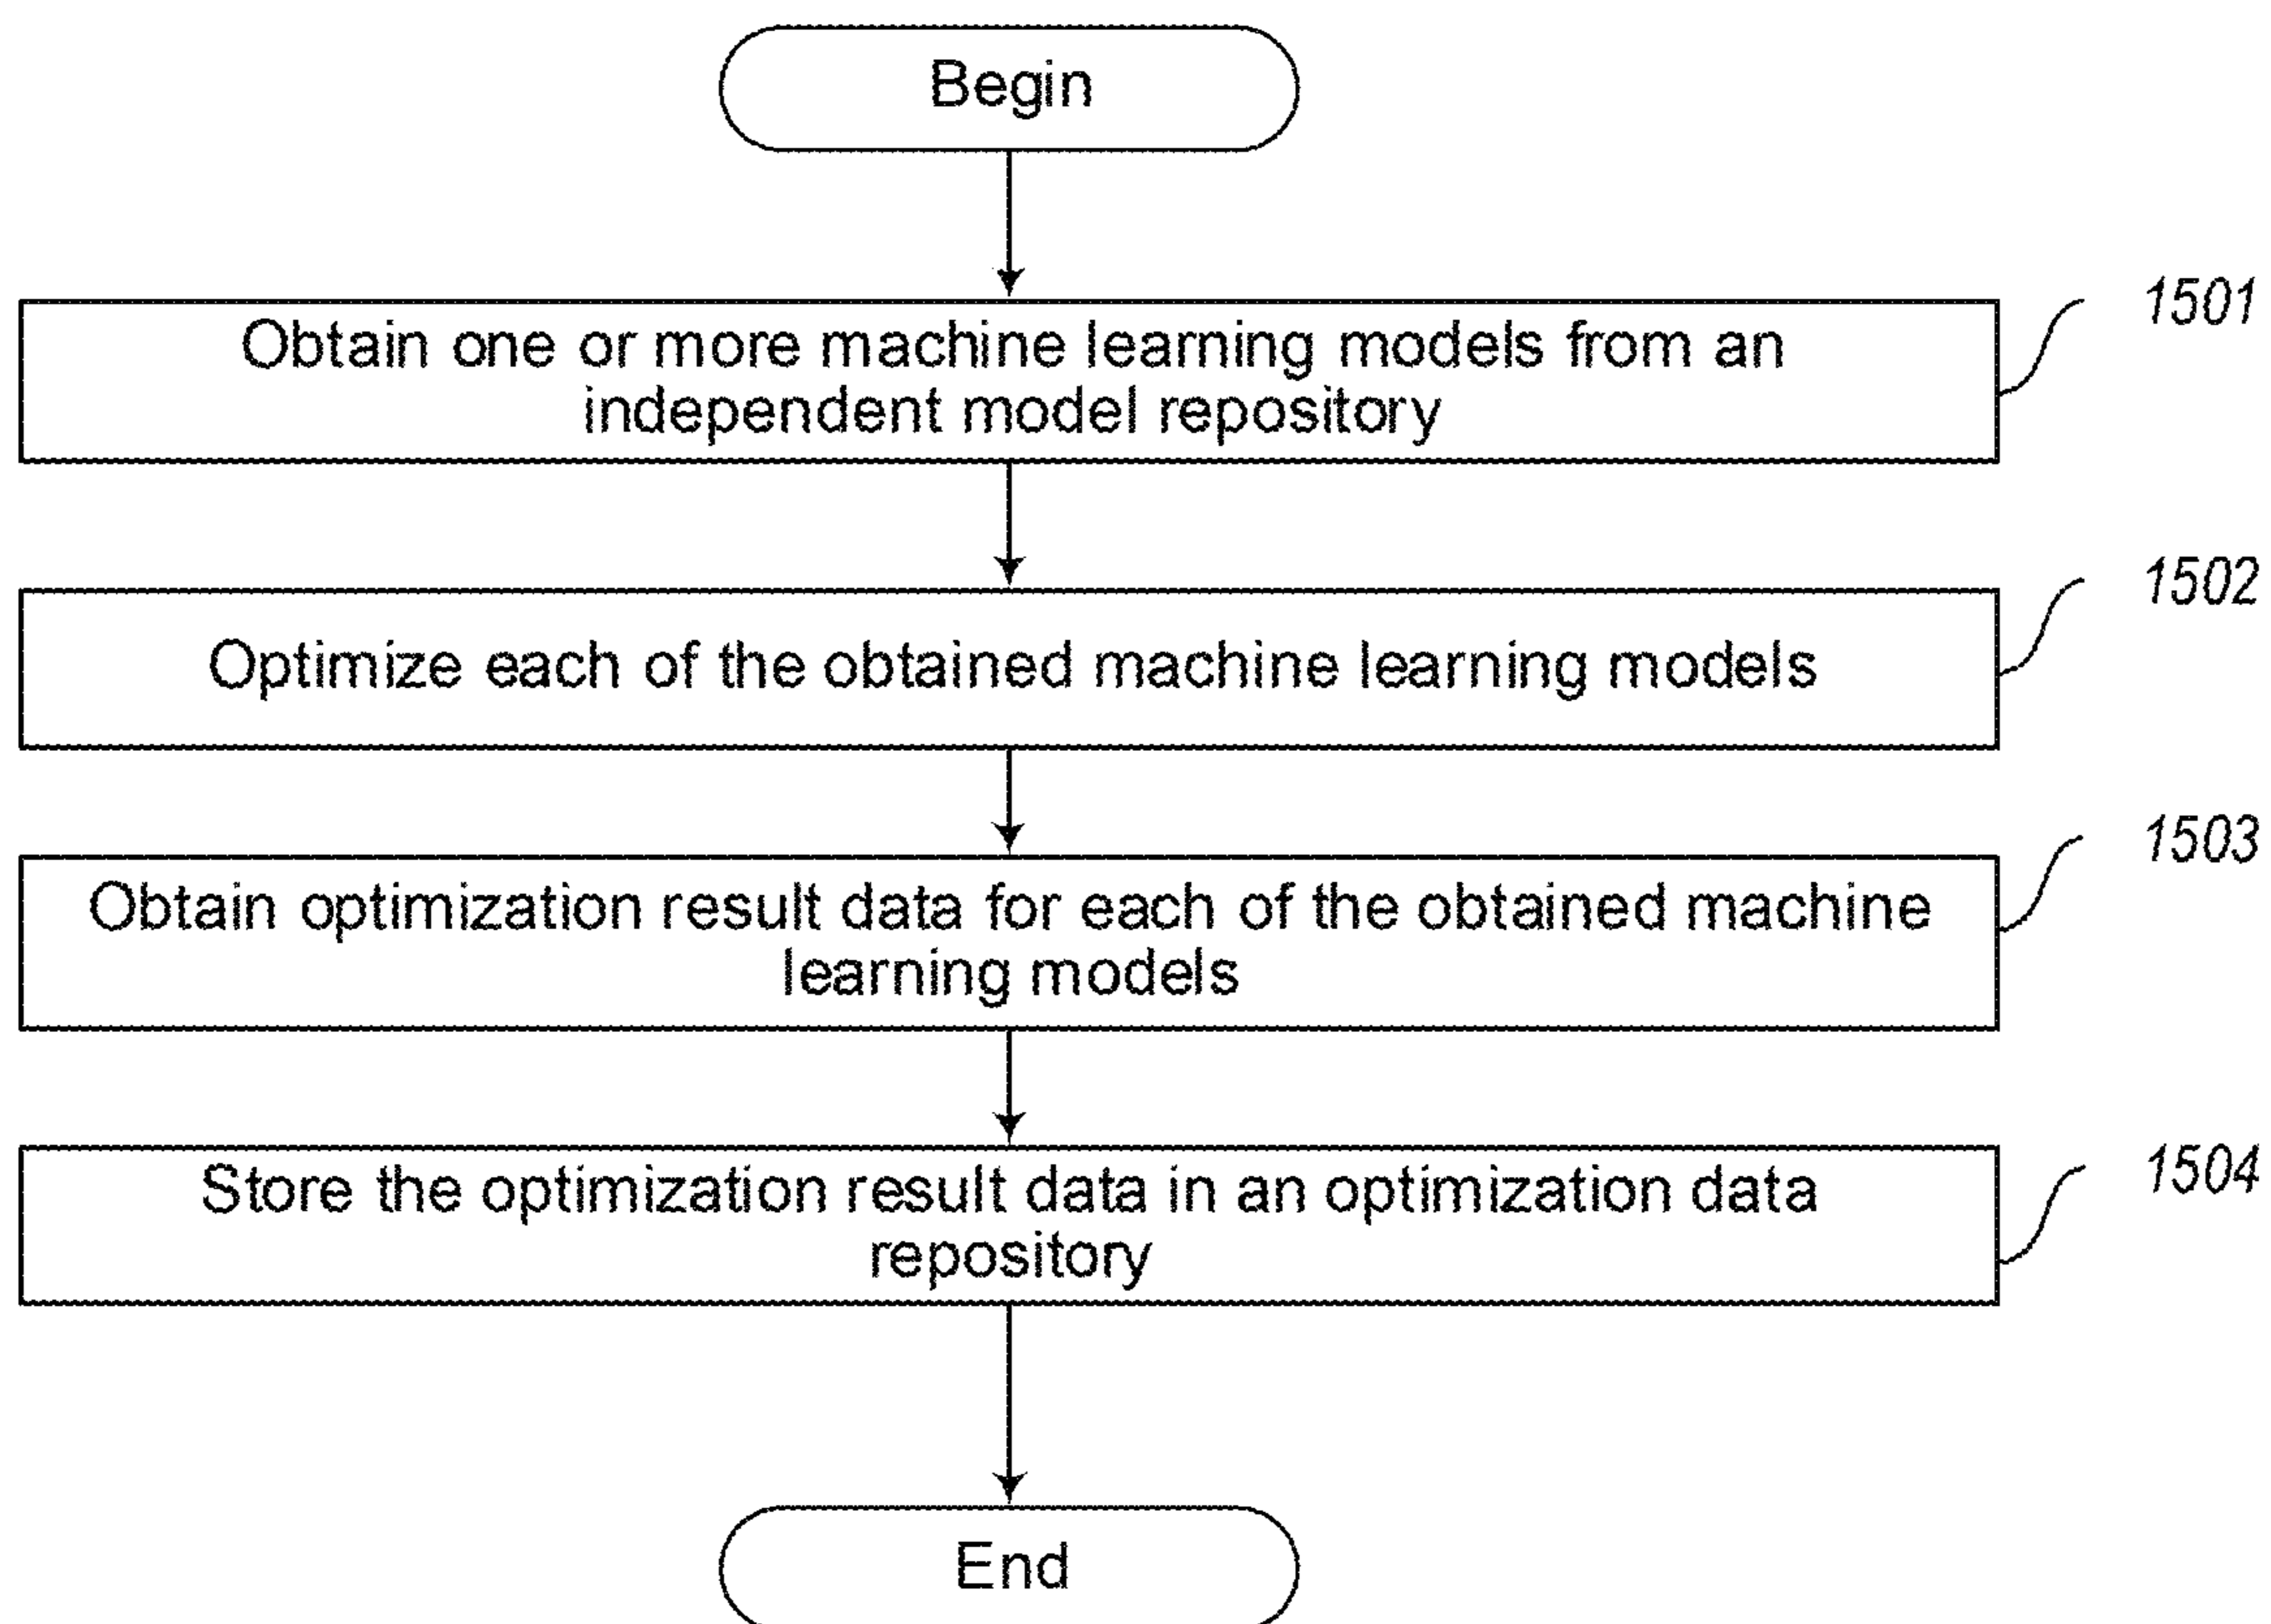 Begin
Obtain one or more machine learning models from an
independent model repository
1501
Optimize each of the obtained machine learning models
1502
Obtain optimization result data for each of the obtained machine
learning models
1503
Store the optimization result data in an optimization data
repository
1504
End